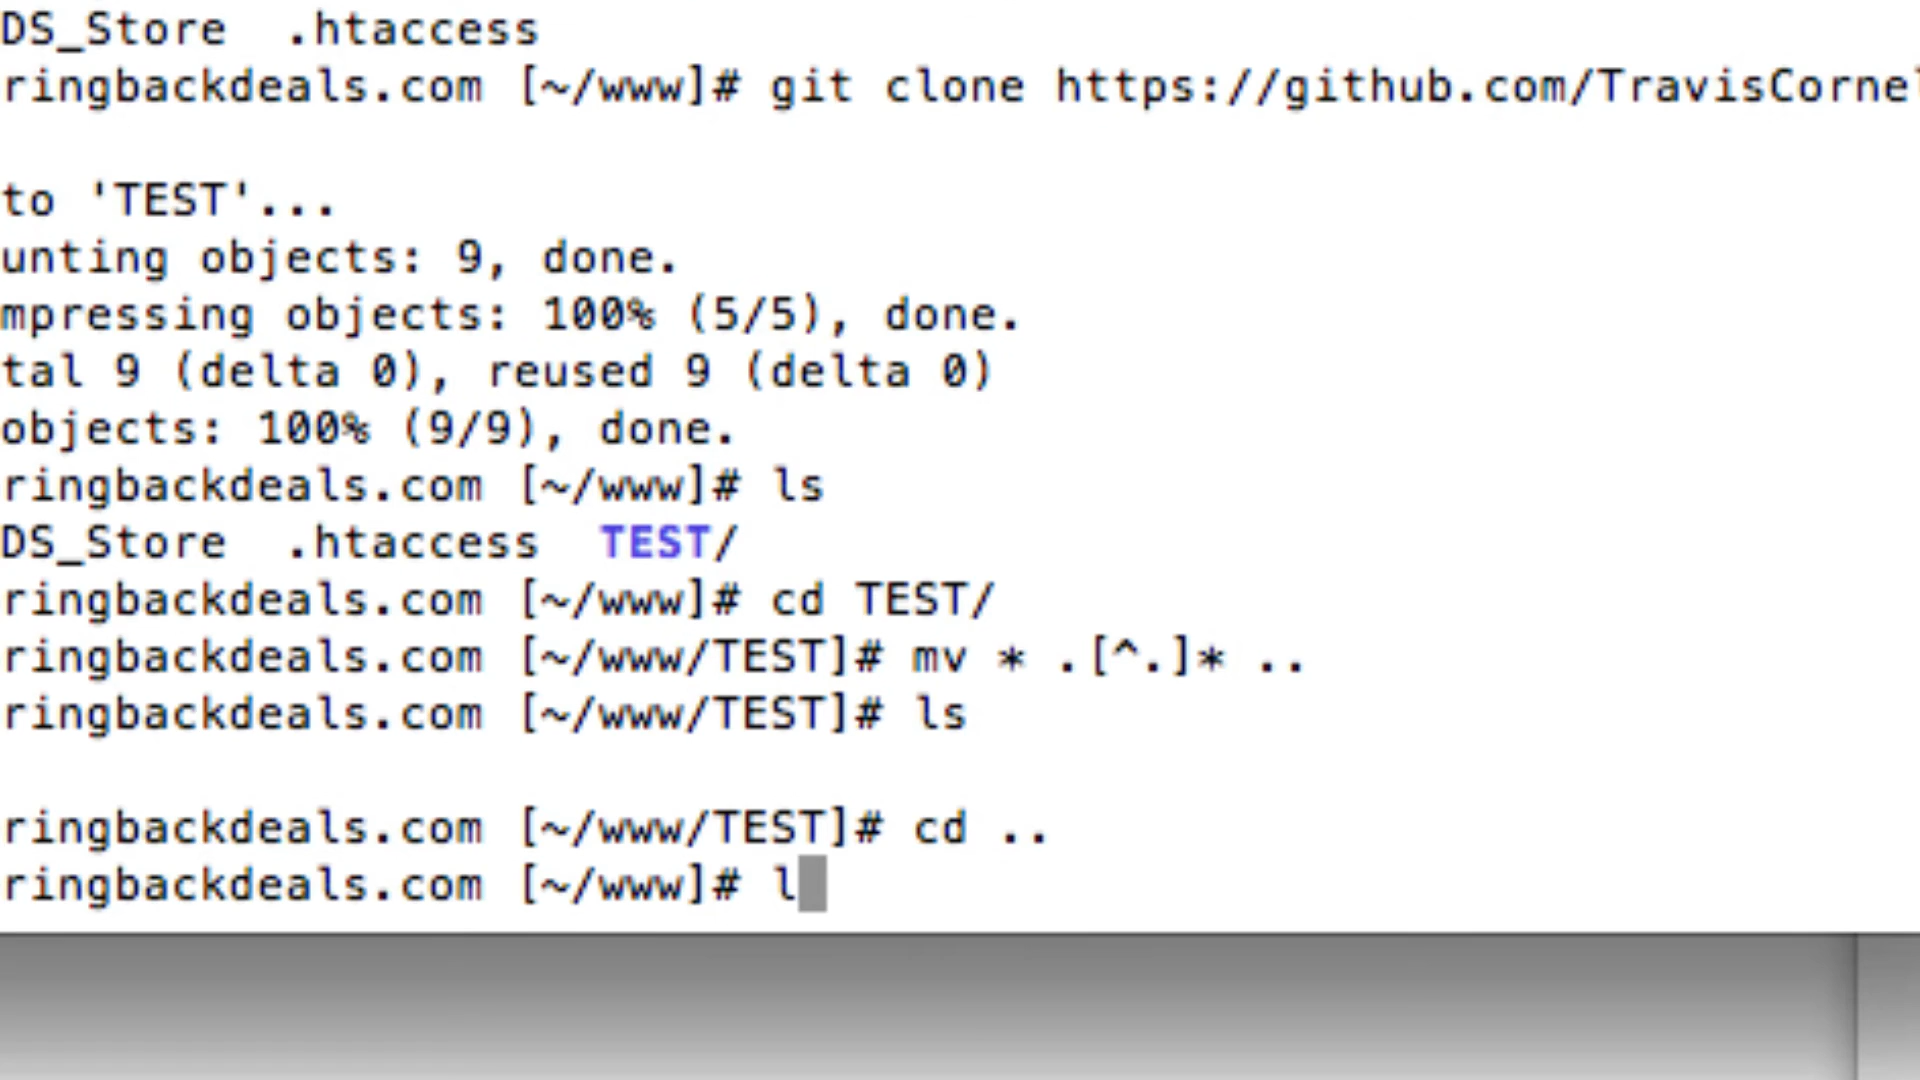 DS_Store .htaccess
ringbackdeals.com [~/www]# git clone https://github.com/TravisCorne
to 'TEST'...
unting objects: 9, done.
mpressing objects: 100% (5/5), done.
tal 9 (delta 0), reused 9 (delta 0)
objects: 100% (9/9), done.
ringbackdeals.com [~/www]# ls
DS_Store .htaccess TEST/
ringbackdeals.com [~/www]# cd TEST/
ringbackdeals.com [~/www/TEST]# mv * .[^.]* ..
ringbackdeals.com [~/www/TEST]# ls
ringbackdeals.com [~/www/TEST]# cd ..
ringbackdeals.com [~/www]# l